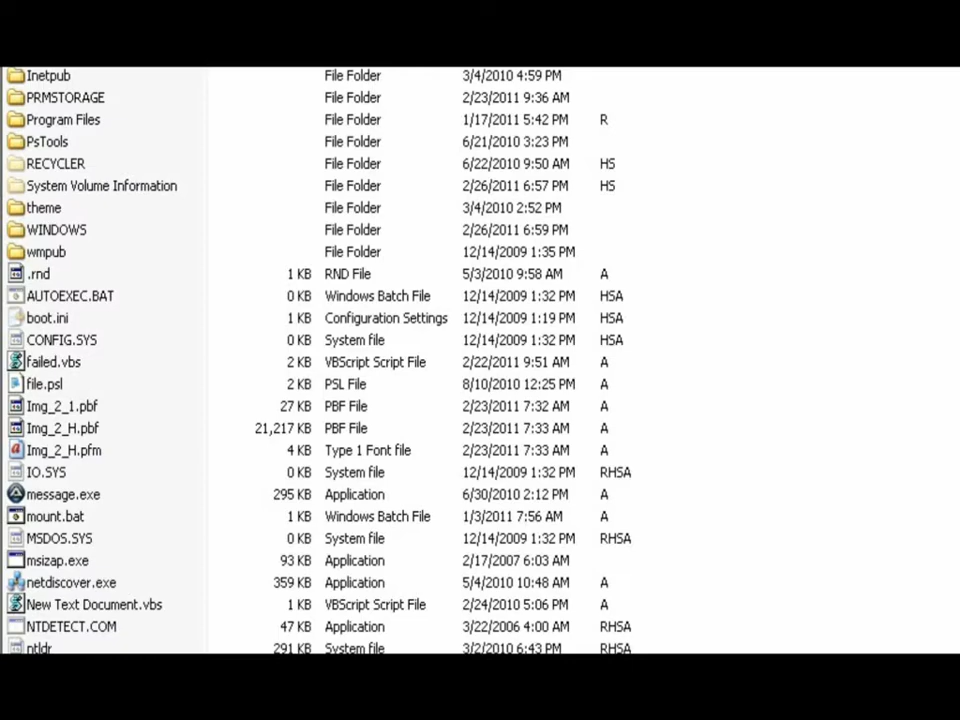 Inetpub File Folder 3/4/2010 4:59 PM
PRMSTORAGE File Folder 2/23/2011 9:36 AM
Program Files File Folder 1/17/2011 5:42 PM R
PsTools File Folder 6/21/2010 3:23 PM
RECYCLER File Folder 6/22/2010 9:50 AM HS
System Volume Information File Folder 2/26/2011 6:57 PM HS
theme File Folder 3/4/2010 2:52 PM
WINDOWS File Folder 2/26/2011 6:59 PM
wmpub File Folder 12/14/2009 1:35 PM
.rnd 1 KB RND File 5/3/2010 9:58 AM A
AUTOEXEC.BAT 0 KB Windows Batch File 12/14/2009 1:32 PM HSA
boot.ini 1 KB Configuration Settings 12/14/2009 1:19 PM HSA
CONFIG.SYS 0 KB System file 12/14/2009 1:32 PM HSA
failed.vbs 2 KB VBScript Script File 2/22/2011 9:51 AM A
file.psl 2 KB PSL File 8/10/2010 12:25 PM A
Img_2_1.pbf 27 KB PBF File 2/23/2011 7:32 AM A
Img_2_H.pbf 21,217 KB PBF File 2/23/2011 7:33 AM A
Img_2_H.pfm 4 KB Type 1 Font file 2/23/2011 7:33 AM A
IO.SYS 0 KB System file 12/14/2009 1:32 PM RHSA
message.exe 295 KB Application 6/30/2010 2:12 PM A
mount.bat 1 KB Windows Batch File 1/3/2011 7:56 AM A
MSDOS.SYS 0 KB System file 12/14/2009 1:32 PM RHSA
msizap.exe 93 KB Application 2/17/2007 6:03 AM
netdiscover.exe 359 KB Application 5/4/2010 10:48 AM A
New Text Document.vbs 1 KB VBScript Script File 2/24/2010 5:06 PM A
NTDETECT.COM 47 KB Application 3/22/2006 4:00 AM RHSA
ntldr 291 KB System file 3/2/2010 6:43 PM RHSA